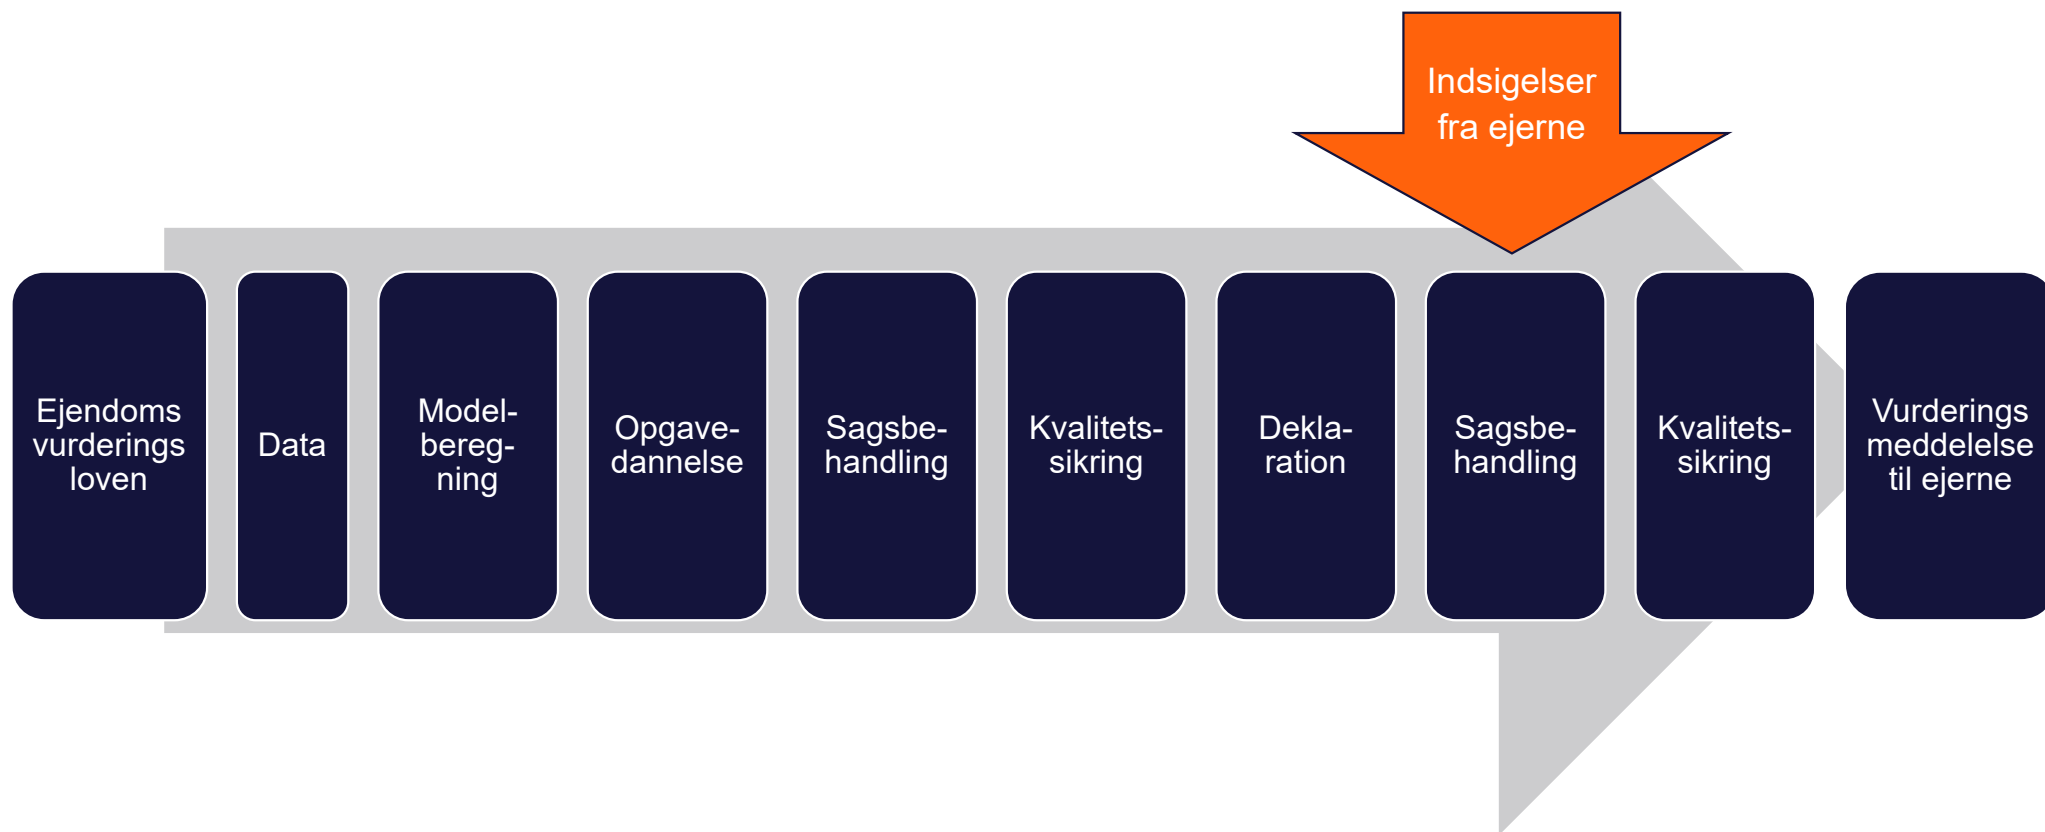 Indsigelser
fra ejerne
Ejendoms
vurderings
loven
Data
Model-
beregn-
ning
Opgave-
dannelse
Sagsbe-
handling
Kvalitets-
sikring
Dekla-
ration
Sagsbe-
handling
Kvalitets-
sikring
Vurderings
meddelelse
til ejerne